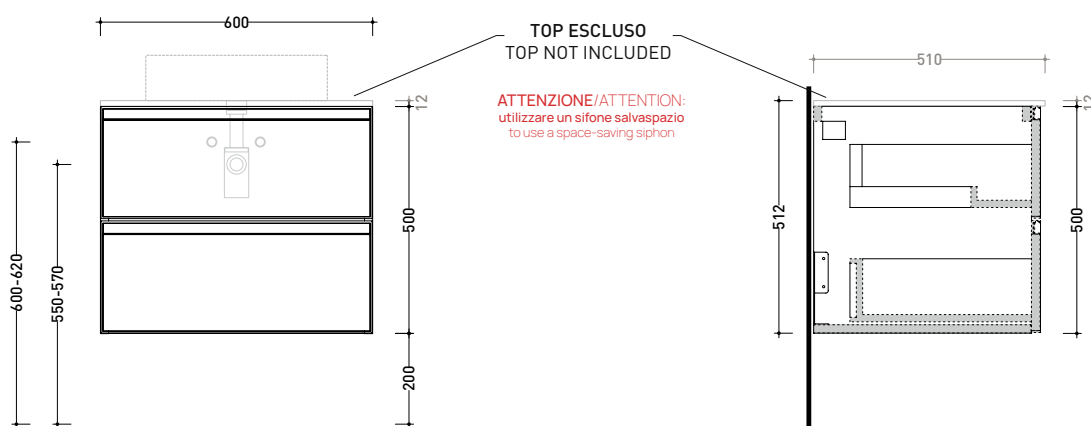 600
TOP ESCLUSO
TOP NOT INCLUDED
510
ATTENZIONE/ATTENTION:
utilizzare un sifone salvaspazio
to use a space-saving siphon
12
12
600-620
550-570
500
200
512
500